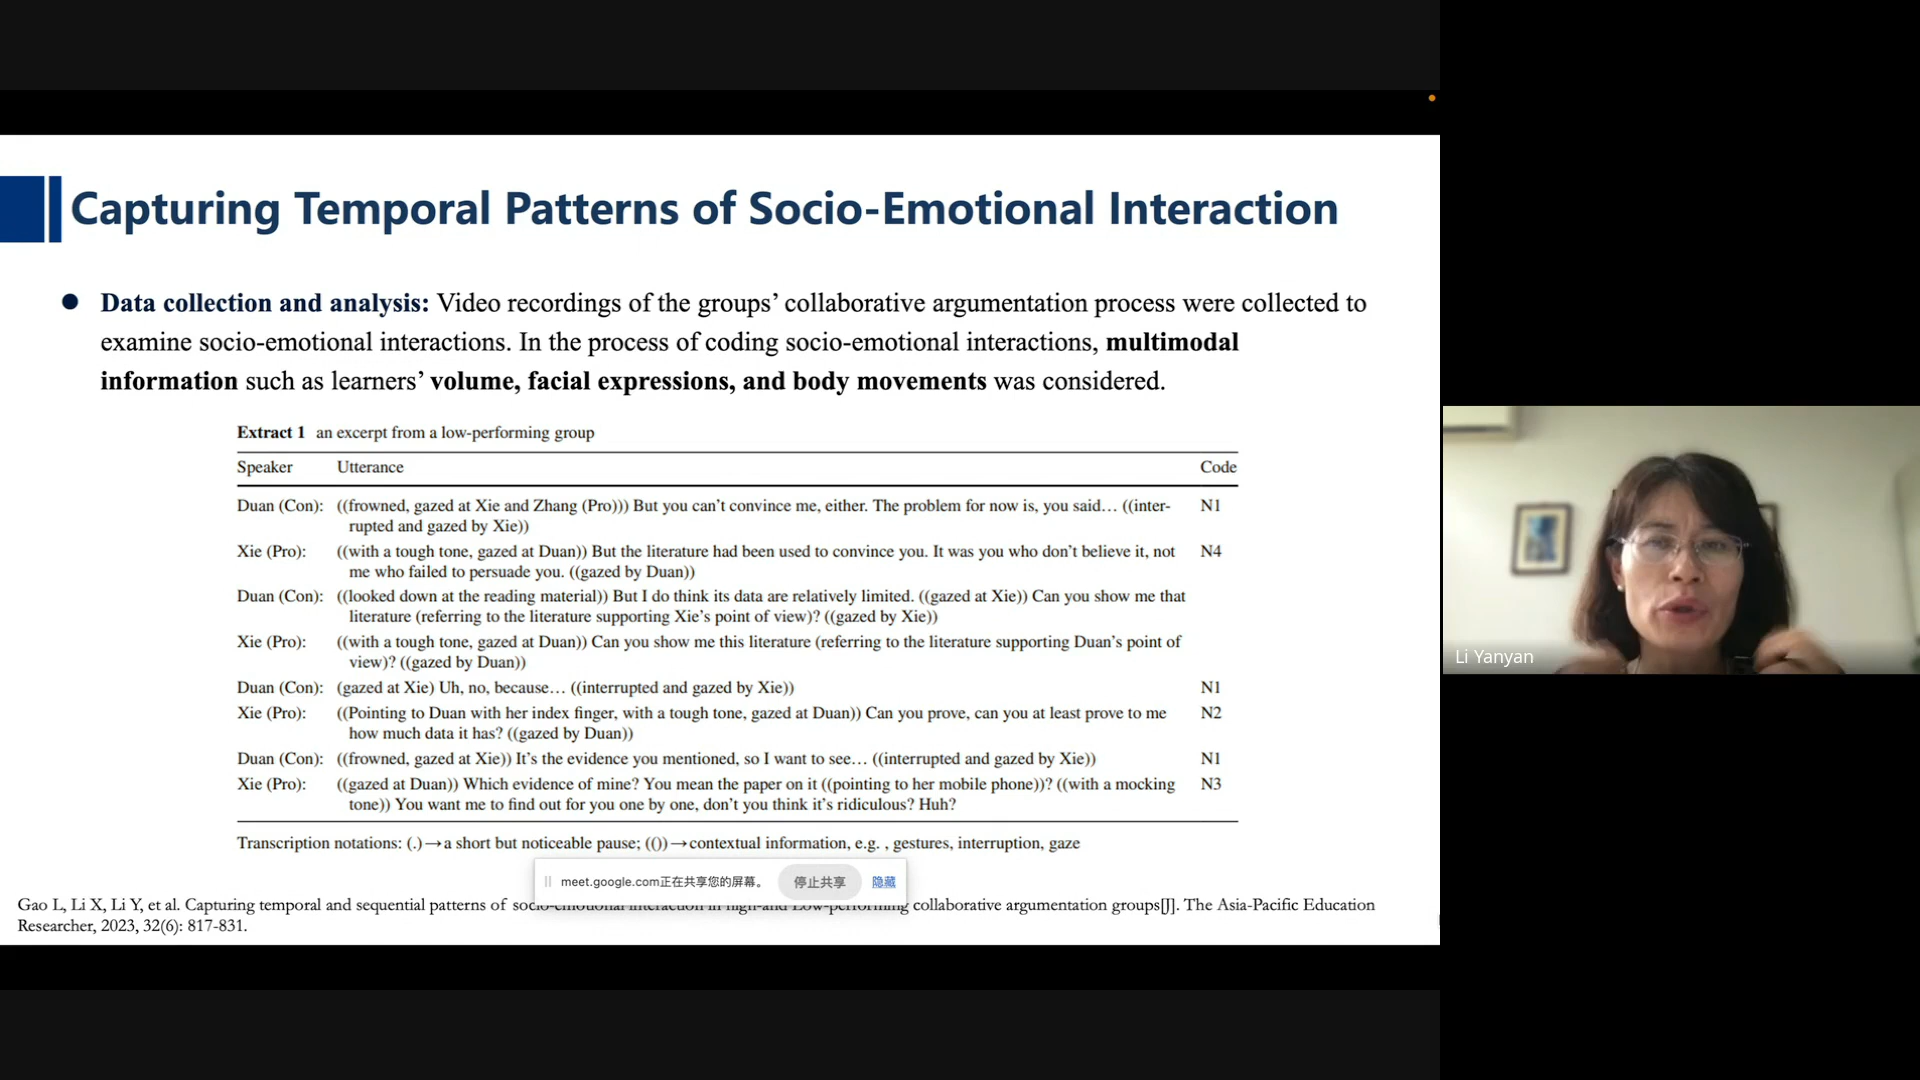 Capturing Temporal Patterns of Socio-Emotional Interaction
Data collection and analysis: Video recordings of the groups’ collaborative argumentation process were collected to
examine socio-emotional interactions. In the process of coding socio-emotional interactions, multimodal
information such as learners’ volume, facial expressions, and body movements was considered.
Extract 1 an excerpt from a low-performing group
Speaker Utterance Code
Duan (Con): ((frowned, gazed at Xie and Zhang (Pro))) But you can’t convince me, either. The problem for now is, you said… ((inter- N1
rupted and gazed by Xie))
Xie (Pro): ((with a tough tone, gazed at Duan)) But the literature had been used to convince you. It was you who don’t believe it, not N4
me who failed to persuade you. ((gazed by Duan))
Duan (Con): ((looked down at the reading material)) But I do think its data are relatively limited. ((gazed at Xie)) Can you show me that
literature (referring to the literature supporting Xie’s point of view)? ((gazed by Xie))
Xie (Pro): ((with a tough tone, gazed at Duan)) Can you show me this literature (referring to the literature supporting Duan’s point of
view)? ((gazed by Duan))
Duan (Con): (gazed at Xie) Uh, no, because… ((interrupted and gazed by Xie)) N1
Xie (Pro): ((Pointing to Duan with her index finger, with a tough tone, gazed at Duan)) Can you prove, can you at least prove to me N2
how much data it has? ((gazed by Duan))
Duan (Con): ((frowned, gazed at Xie)) It’s the evidence you mentioned, so I want to see… ((interrupted and gazed by Xie)) N1
Xie (Pro): ((gazed at Duan)) Which evidence of mine? You mean the paper on it ((pointing to her mobile phone))? ((with a mocking N3
tone)) You want me to find out for you one by one, don’t you think it’s ridiculous? Huh?
Transcription notations: (.)→a short but noticeable pause; (())→contextual information, e.g. , gestures, interruption, gaze
meet.google.com正在共享您的屏幕。 停止共享 隐藏
Gao L, Li X, Li Y, et al. Capturing temporal and sequential patterns of socio-emotional interaction in high-and Low-performing collaborative argumentation groups[J]. The Asia-Pacific Education
Researcher, 2023, 32(6): 817-831.
Li Yanyan